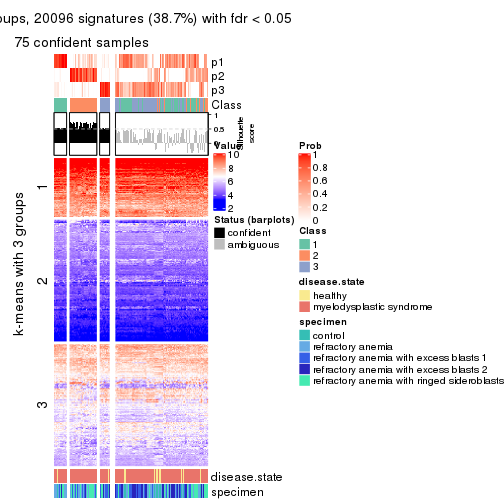 oups, 20096 signatures (38.7%) with fdr < 0.05
75 confident samples
p1
p2
p3
Class
1
0.5
0
Silhouette
score
k-means with 3 groups
1
2
3
disease.state
specimen
Value
10
8
6
4
2
Status (barplots)
confident
ambiguous
Prob
1
0.8
0.6
0.4
0.2
0
Class
1
2
3
disease.state
healthy
myelodysplastic syndrome
specimen
control
refractory anemia
refractory anemia with excess blasts 1
refractory anemia with excess blasts 2
refractory anemia with ringed sideroblasts